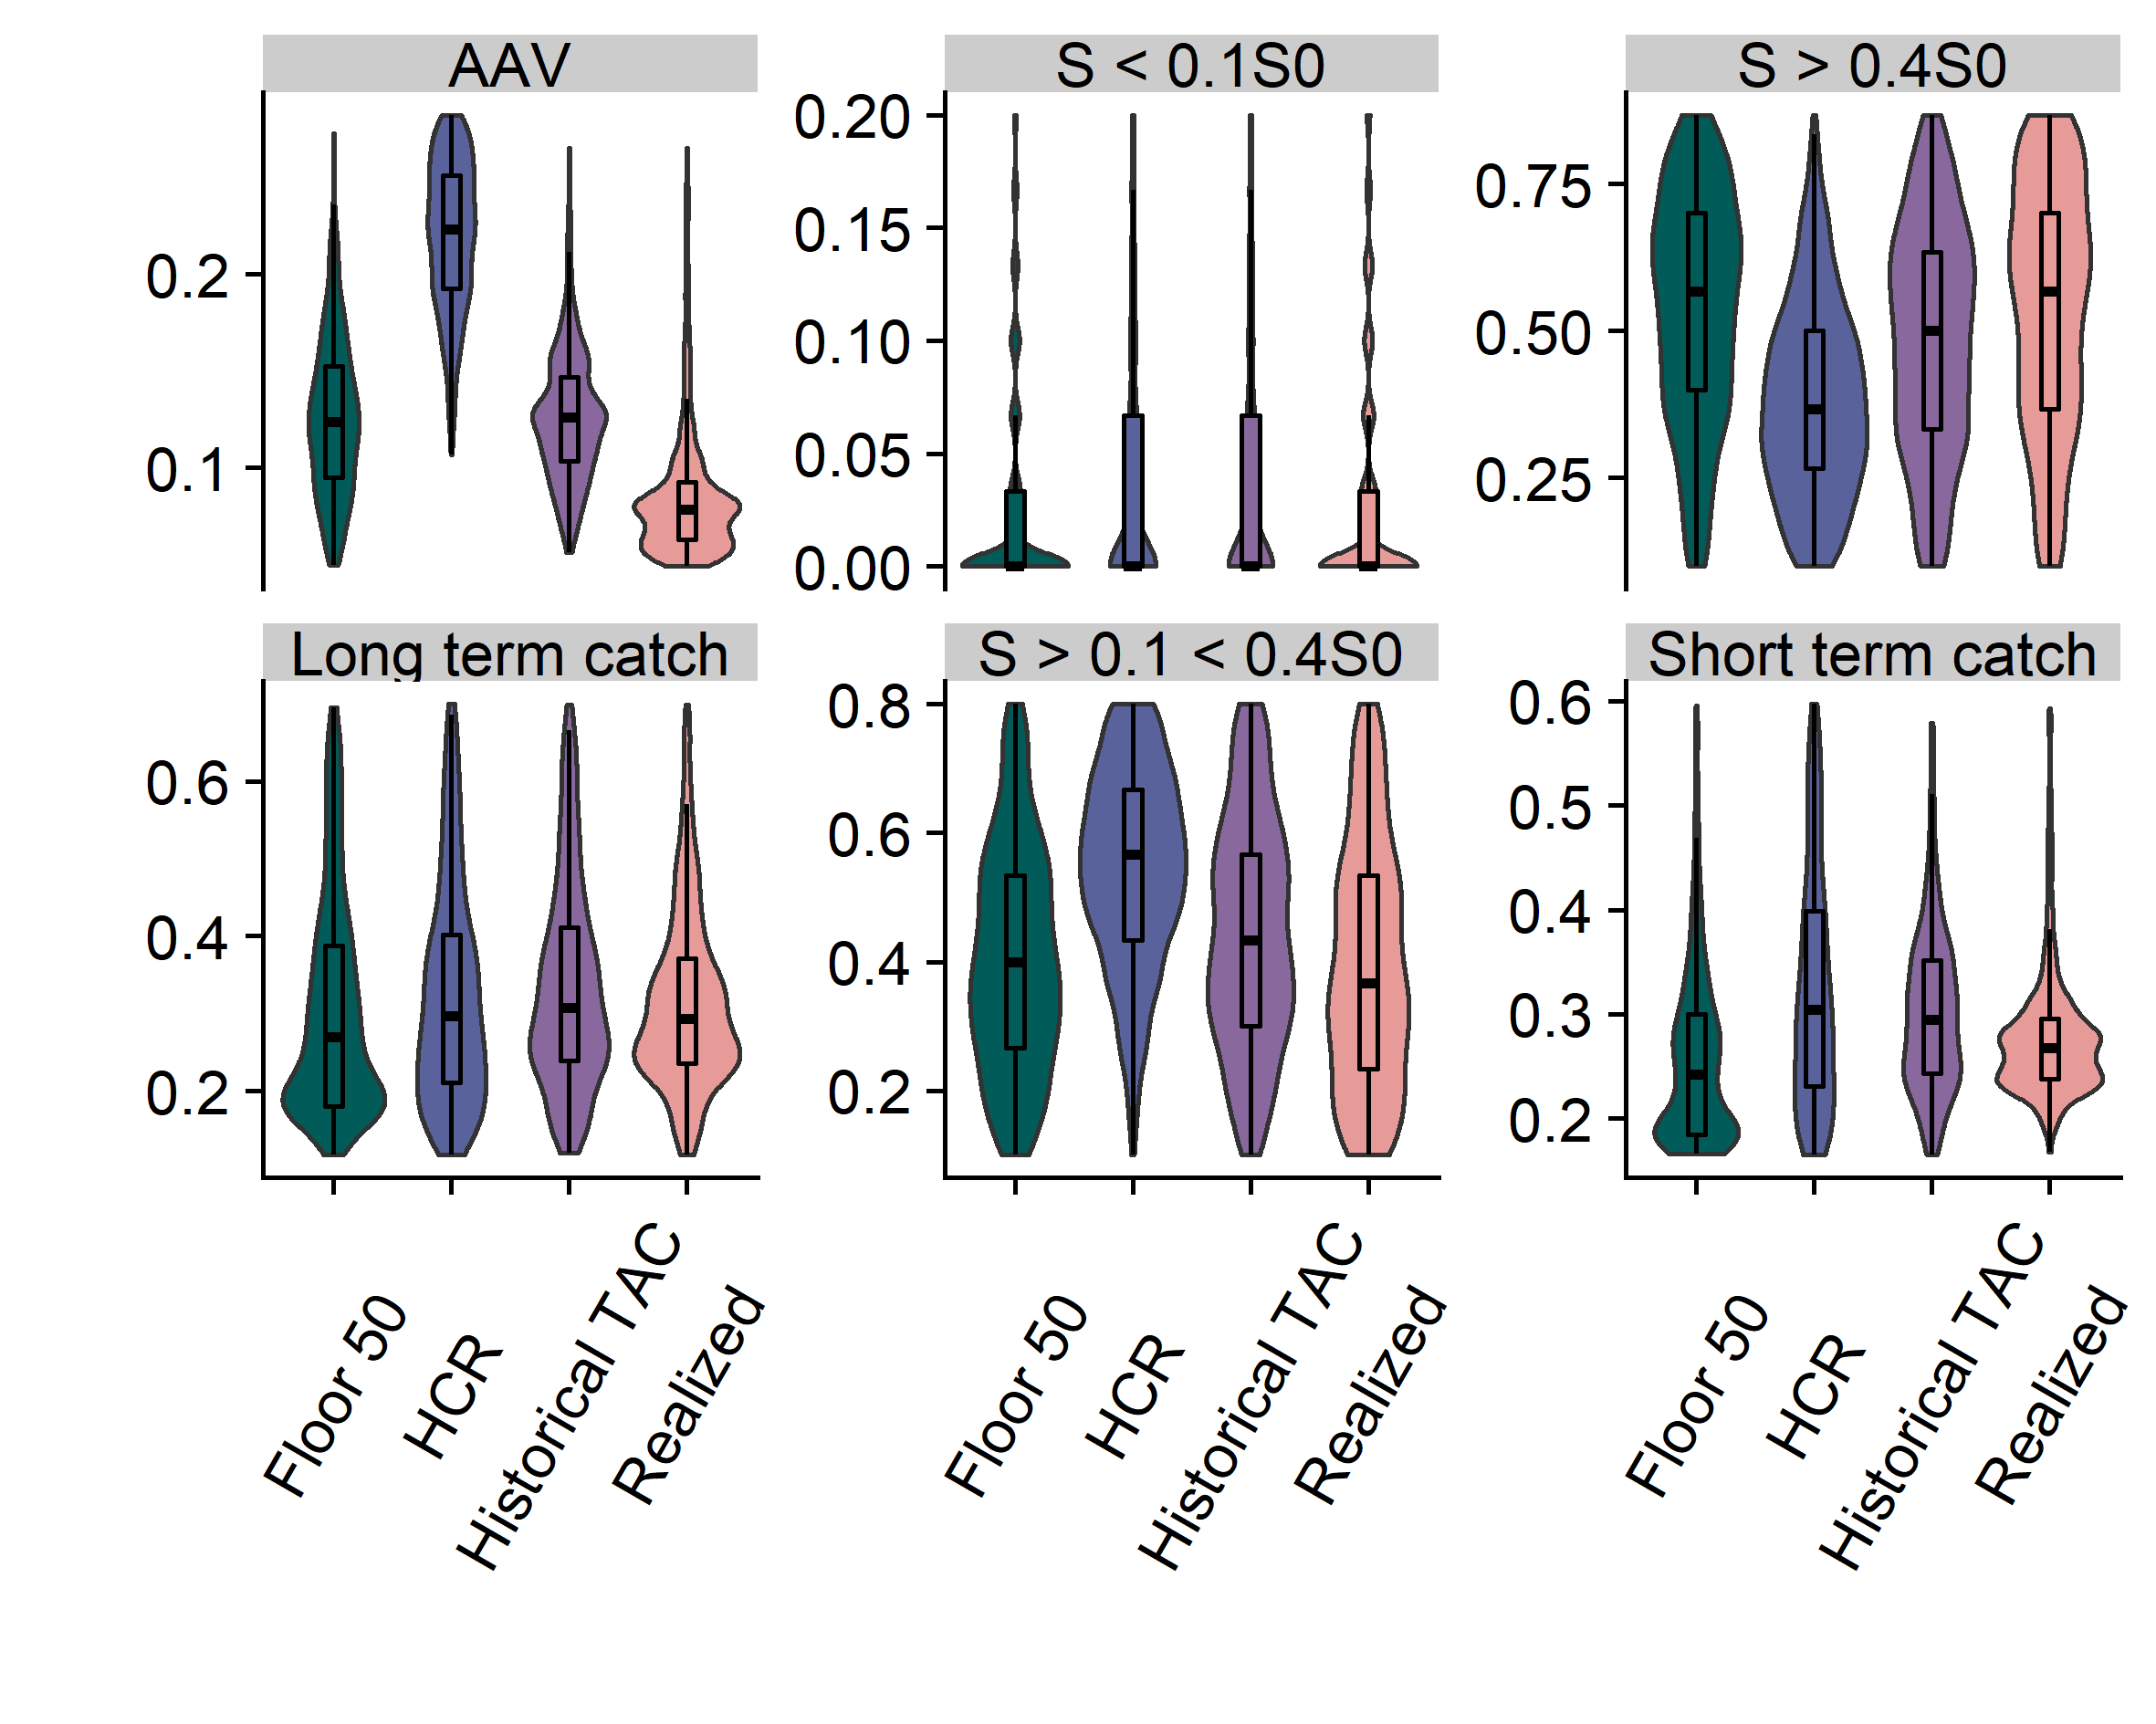 AAV
S < 0.1S0
S > 0.4S0
0.2
0.1
0.20
0.15
0.10
0.05
0.00
0.75
0.50
0.25
Long term catch
S > 0.1 < 0.4S0
Short term catch
0.6
0.4
0.2
0.8
0.6
0.4
0.2
0.6
0.5
0.4
0.3
0.2
Floor 50
HCR
Historical TAC
Realized
Floor 50
HCR
Historical TAC
Realized
Floor 50
HCR
Historical TAC
Realized